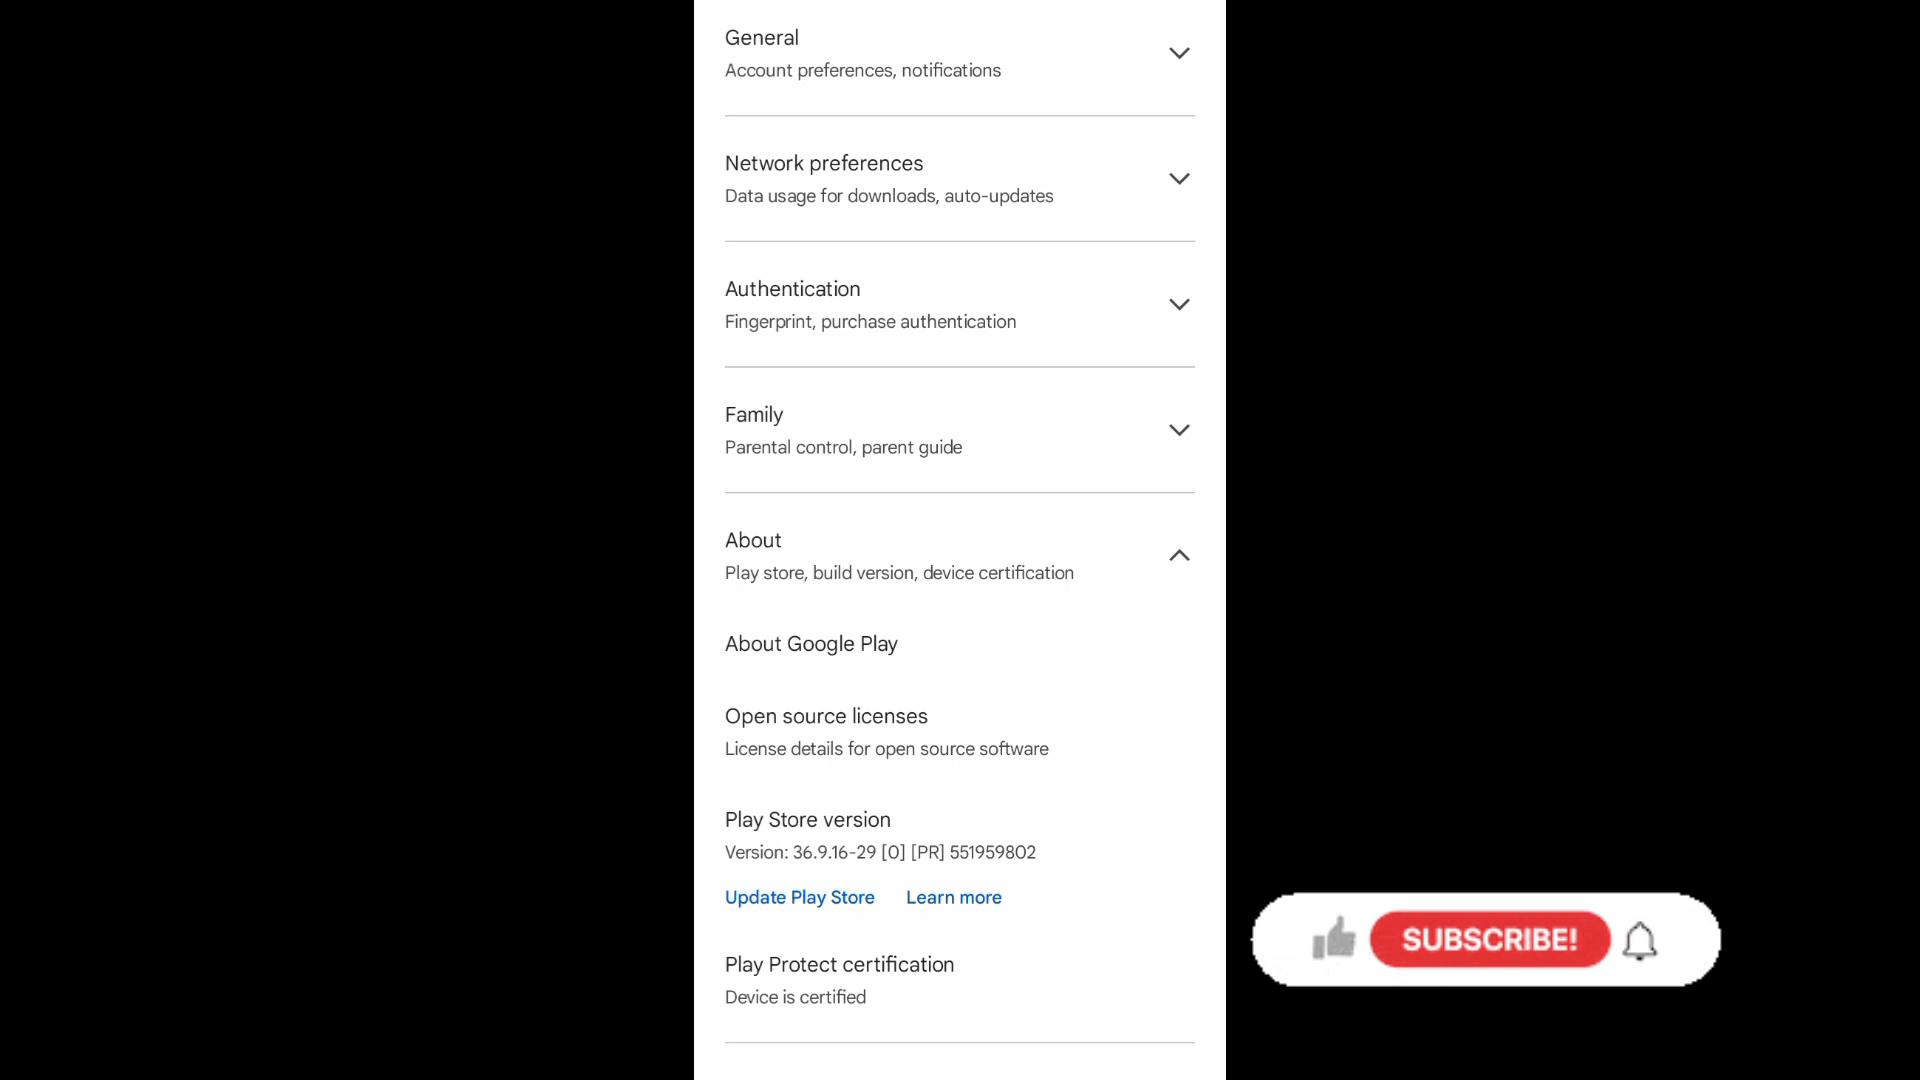 General
Account preferences, notifications
Network preferences
Data usage for downloads, auto-updates
Authentication
Fingerprint, purchase authentication
Family
Parental control, parent guide
About
Play store, build version, device certification
About Google Play
Open source licenses
License details for open source software
Play Store version
Version: 36.9.16-29 [0] [PR] 551959802
Update Play Store Learn more
SUBSCRIBE!
Play Protect certification
Device is certified